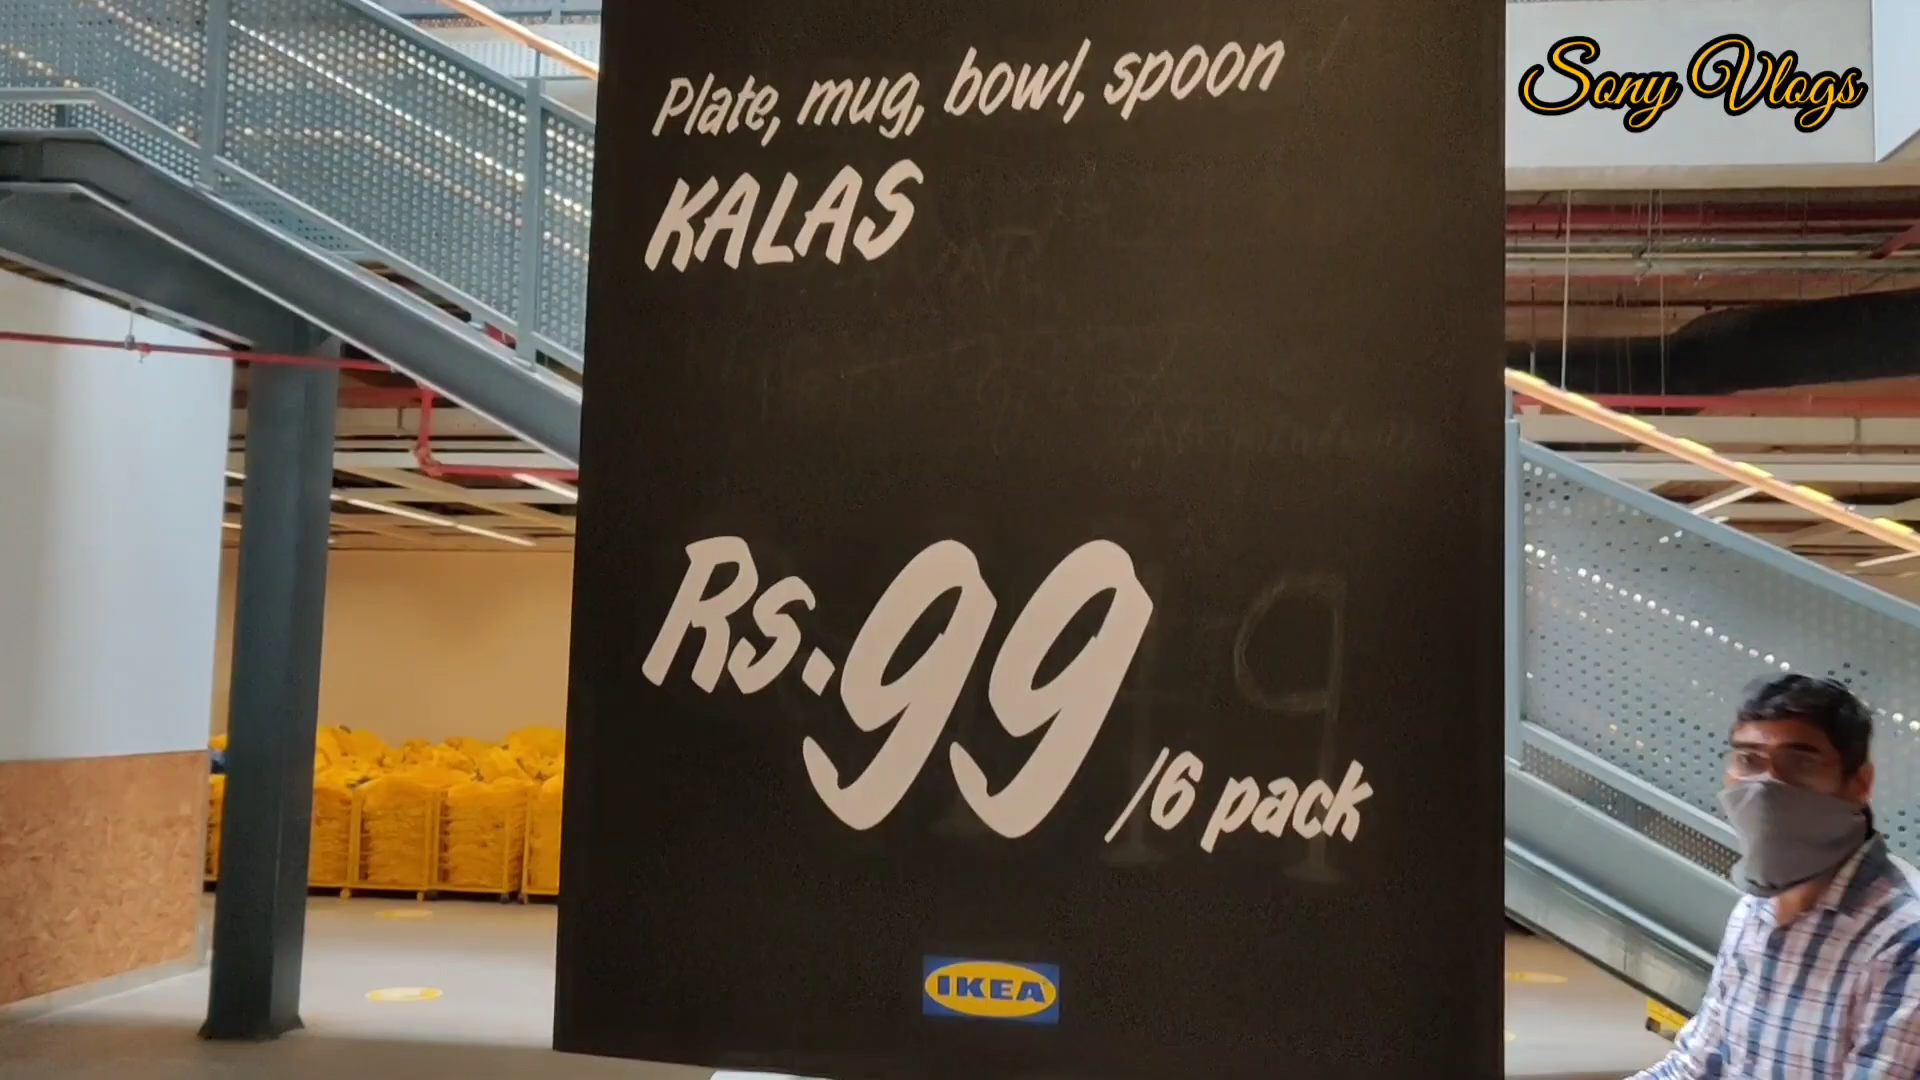 Plate, mug, bowl, spoon
KALAS
Rs.99 /6 pack
IKEA
Sony Vlogs